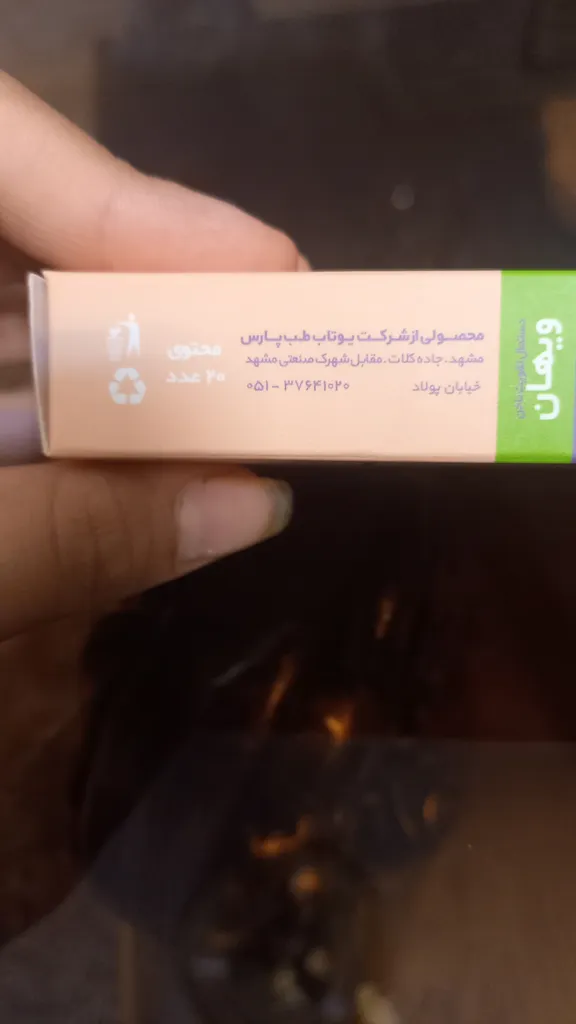 محصولی از شرکت یوتاب طب پارس
مشهد . جاده کلات . مقابل شهرک صنعتی مشهد
خیابان پولاد ۰۵۱ - ۳۷۶۴۱۰۲۰
محتوی
۲۰ عدد
ویهان
دستمال